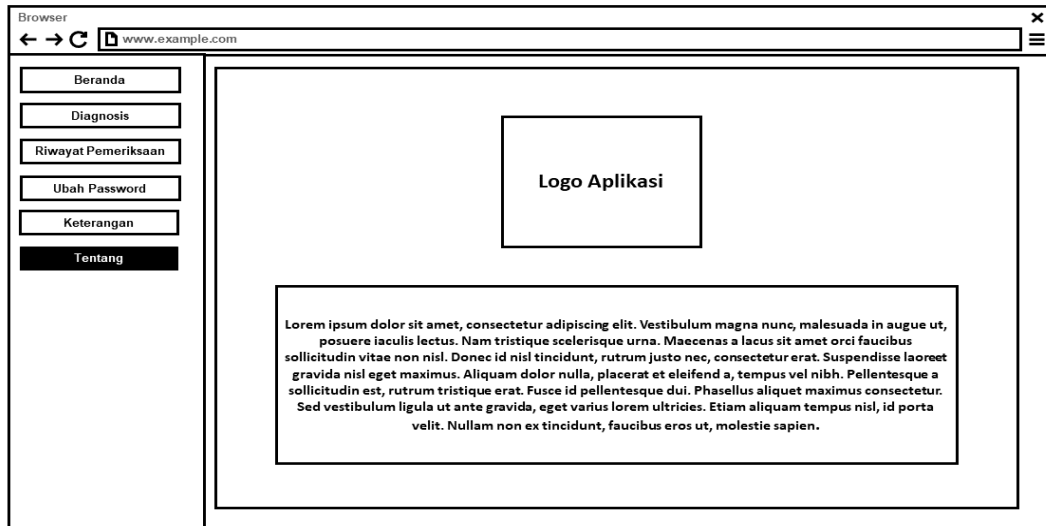 Browser
www.example.com
Beranda
Diagnosis
Riwayat Pemeriksaan
Ubah Password
Keterangan
Tentang
Logo Aplikasi
Lorem ipsum dolor sit amet, consectetur adipiscing elit. Vestibulum magna nunc, malesuada in augue ut,
posuere iaculis lectus. Nam tristique scelerisque urna. Maecenas a lacus sit amet orci faucibus
sollicitudin vitae non nisl. Donec id nisl tincidunt, rutrum justo nec, consectetur erat. Suspendisse laoreet
gravida nisl eget maximus. Aliquam dolor nulla, placerat et eleifend a, tempus vel nibh. Pellentesque a
sollicitudin est, rutrum tristique erat. Fusce id pellentesque dui. Phasellus aliquet maximus consectetur.
Sed vestibulum ligula ut ante gravida, eget varius lorem ultricies. Etiam aliquam tempus nisl, id porta
velit. Nullam non ex tincidunt, faucibus eros ut, molestie sapien.